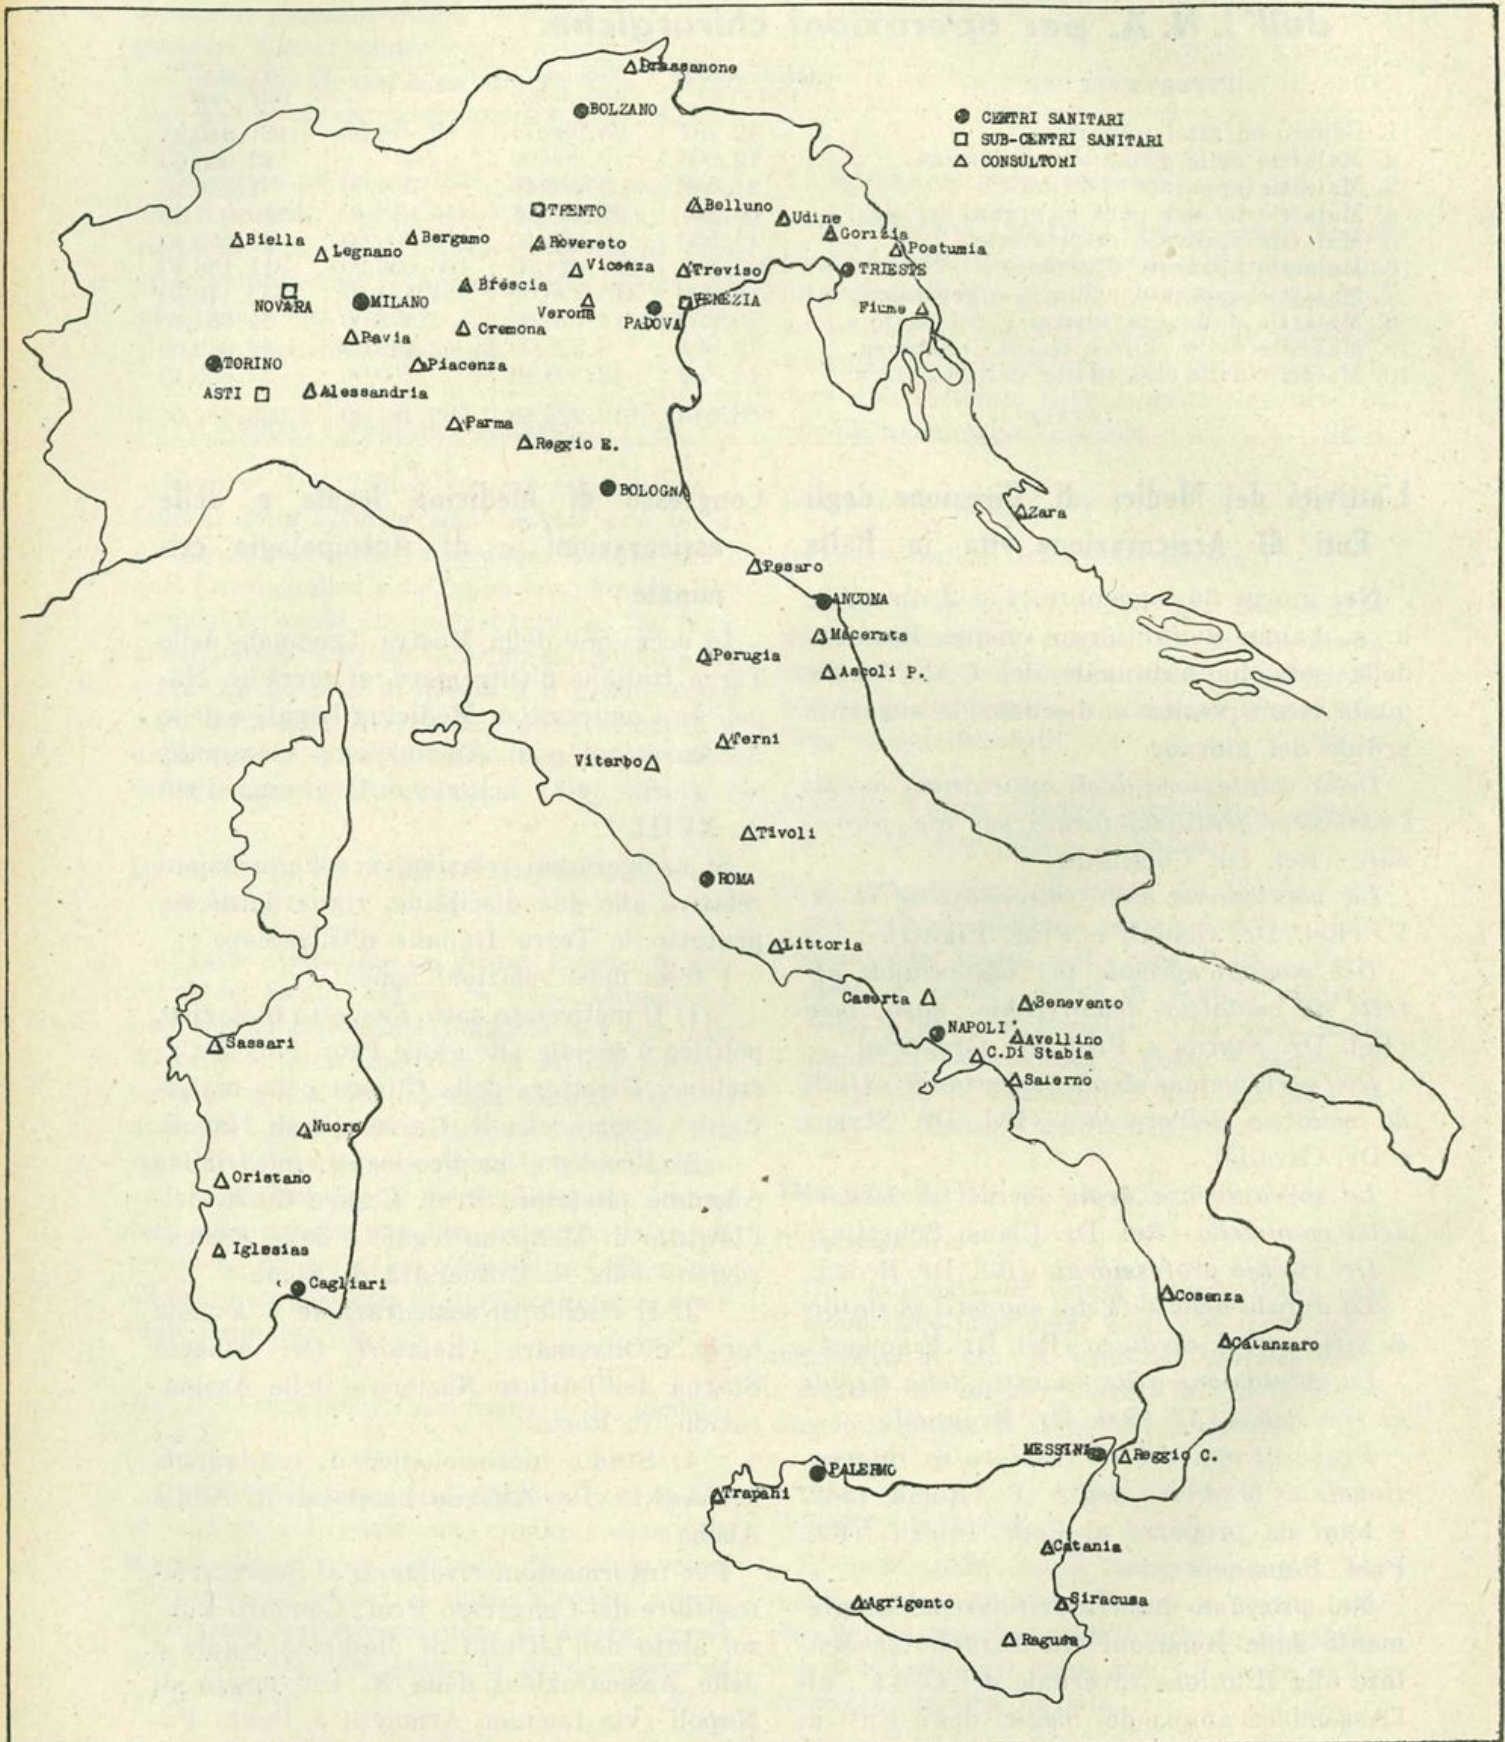 Brassanone
BOLZANO
CENTRI SANITARI
SUB-CENTRI SANITARI
CONSULTORI
TRENTO
Belluno
Udine
Gorizia
Postumia
Biella
Legnano
Bergamo
Rovereto
Vicenza
Treviso
TRIESTE
NOVARA
MILANO
Brescia
Verona
PADOVA
VENEZIA
Fiume
Pavia
Cremona
TORINO
Piacenza
ASTI
Alessandria
Parma
Reggio E.
BOLOGNA
Zara
Pesaro
ANCONA
Macerata
Perugia
Ascoli P.
Terni
Viterbo
Tivoli
ROMA
Littoria
Caserta
Benevento
NAPOLI
Avellino
C.Di Stabia
Salerno
Sassari
Nuoro
Oristano
Iglesias
Cagliari
Cosenza
Catanzaro
MESSINA
Reggio C.
PALERMO
Trapani
Catania
Agrigento
Siracusa
Ragusa